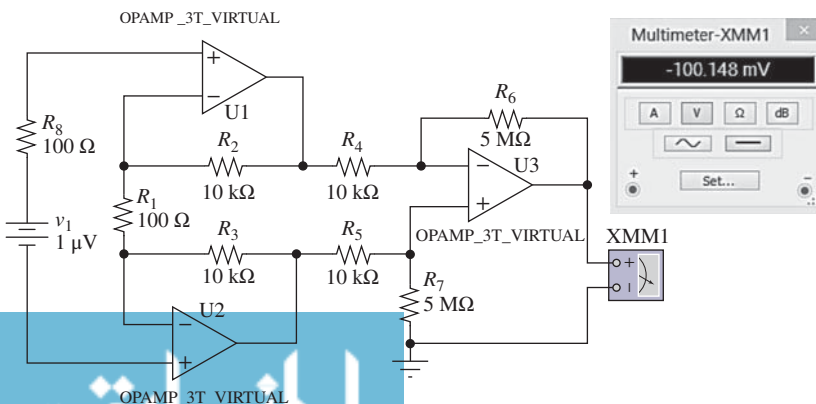 OPAMP _3T_VIRTUAL
Multimeter-XMM1
×
-100.148 mV
A V Ω dB
Set...
+
−
+
−
U1
R8
100 Ω
R2
10 kΩ
R4
10 kΩ
R6
5 MΩ
R1
100 Ω
v1
1 µV
−
+
U3
OPAMP_3T_VIRTUAL
R3
10 kΩ
R5
10 kΩ
XMM1
+
R7
5 MΩ
U2
−
+
OPAMP_3T_VIRTUAL